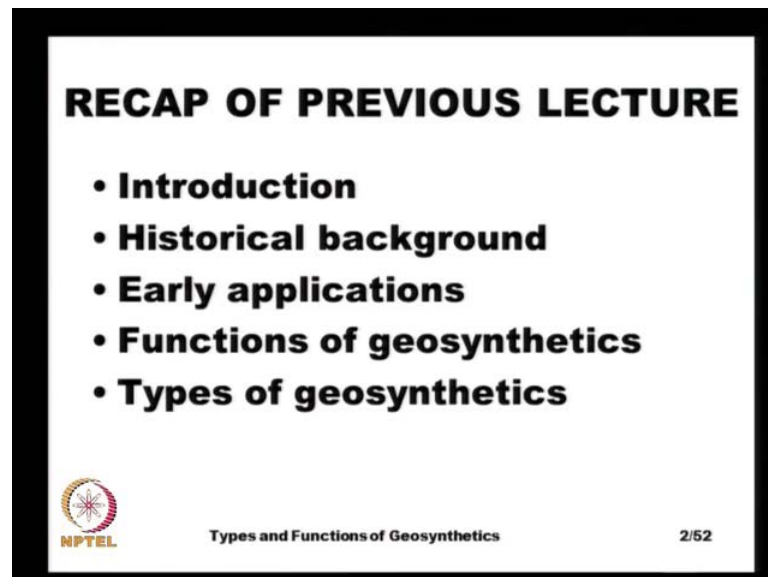 RECAP OF PREVIOUS LECTURE
• Introduction
• Historical background
• Early applications
• Functions of geosynthetics
• Types of geosynthetics
NPTEL
Types and Functions of Geosynthetics
2/52